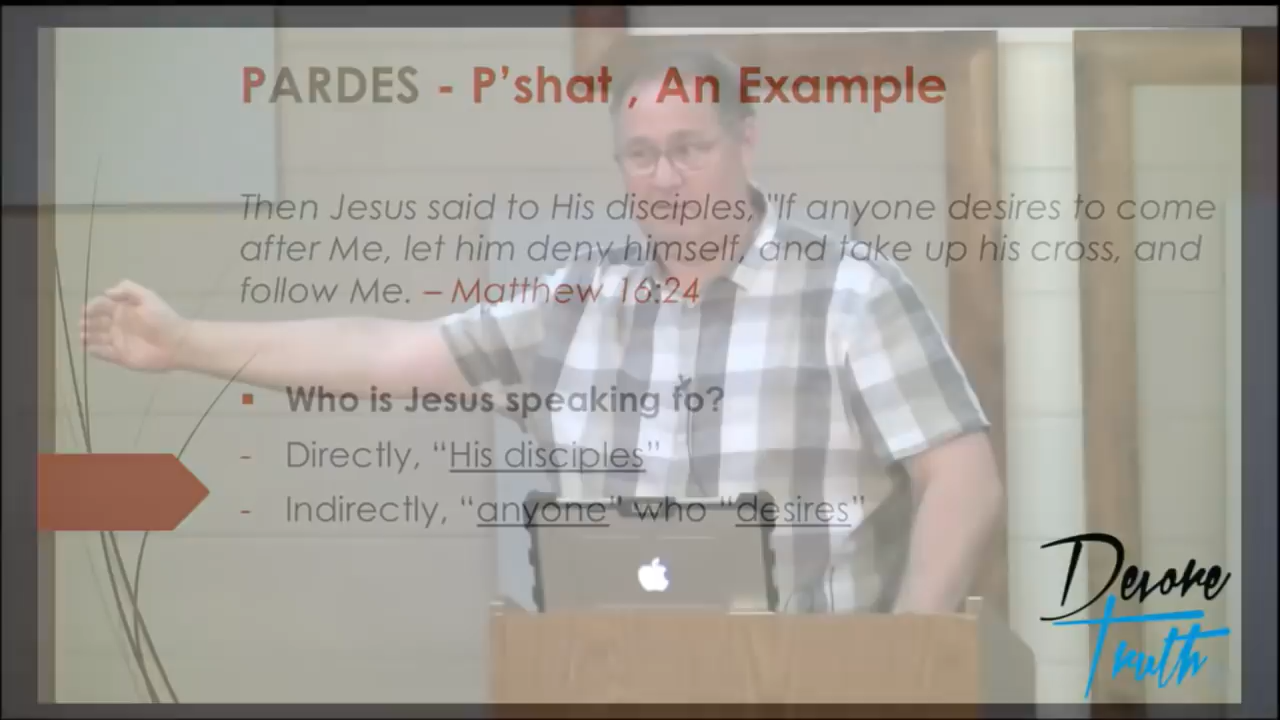 PARDES - P’shat , An Example
Then Jesus said to His disciples, "If anyone desires to come
after Me, let him deny himself, and take up his cross, and
follow Me. – Matthew 16:24
▪ Who is Jesus speaking to?
- Directly, “His disciples”
- Indirectly, “anyone” who “desires”
Devore
Truth